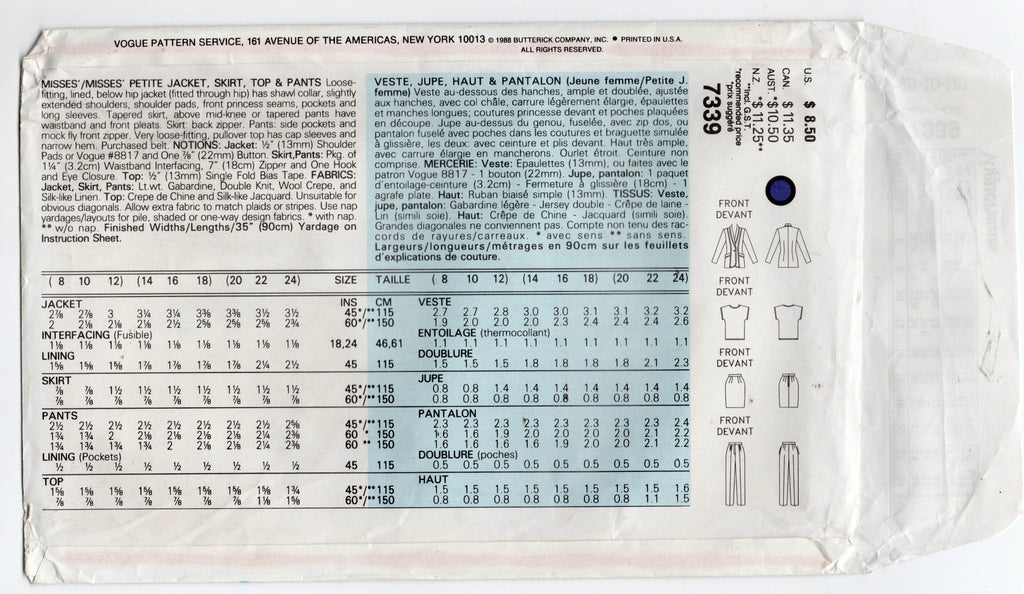 VOGUE PATTERN SERVICE, 161 AVENUE OF THE AMERICAS, NEW YORK 10013 © 1988 BUTTERICK COMPANY, INC. • PRINTED IN U.S.A.
ALL RIGHTS RESERVED.
MISSES'/MISSES' PETITE JACKET, SKIRT, TOP & PANTS Loose-
fitting, lined, below hip jacket (fitted through hip) has shawl collar, slightly
extended shoulders, shoulder pads, front princess seams, pockets and
long sleeves. Tapered skirt, above mid-knee or tapered pants have
waistband and front pleats. Skirt: back zipper. Pants: side pockets and
mock fly front zipper. Very loose-fitting, pullover top has cap sleeves and
narrow hem. Purchased belt. NOTIONS: Jacket: ½" (13mm) Shoulder
Pads or Vogue #8817 and One ⅞" (22mm) Button. Skirt,Pants: Pkg. of
1¼" (3.2cm) Waistband Interfacing, 7" (18cm) Zipper and One Hook
and Eye Closure. Top: ½" (13mm) Single Fold Bias Tape. FABRICS:
Jacket, Skirt, Pants: Lt.wt. Gabardine, Double Knit, Wool Crepe, and
Silk-like Linen. Top: Crepe de Chine and Silk-like Jacquard. Unsuitable for
obvious diagonals. Allow extra fabric to match plaids or stripes. Use nap
yardages/layouts for pile, shaded or one-way design fabrics. * with nap.
** w/o nap. Finished Widths/Lengths/35" (90cm) Yardage on
Instruction Sheet.
VESTE, JUPE, HAUT & PANTALON (Jeune femme/Petite J.
femme) Veste au-dessous des hanches, ample et doublée, ajustée
aux hanches, avec col châle, carrure légèrement élargie, épaulettes
et manches longues; coutures princesse devant et poches plaquées
en découpe. Jupe au-dessus du genou, fuselée, avec zip dos, ou
pantalon fuselé avec poches dans les coutures et braguette simulée
à glissière, les deux: avec ceinture et plis devant. Haut très ample,
avec carrure élargie en mancherons. Ourlet étroit. Ceinture non
comprise. MERCERIE: Veste: Epaulettes (13mm), ou faites avec le
patron Vogue 8817 - 1 bouton (22mm). Jupe, pantalon: 1 paquet
d'entolage-ceinture (3.2cm) - Fermeture à glissière (18cm) - 1
agrafe plate. Haut: Ruban biaisé simple (13mm). TISSUS: Veste,
jupe, pantalon: Gabardine légère - Jersey double - Crêpe de laine -
Lin (simili soie). Haut: Crêpe de Chine - Jacquard (simili soie).
Grandes diagonales ne conviennent pas. Compte non tenu des rac-
cords de rayures/carreaux. * avec sens ** sans sens.
Largeurs/longueurs/métrages en 90cm sur les feuilles
d'explications de couture.
U.S. $ 8.50
CAN. $ 11.35
AUST. *$10.50
N.Z. *$11.25**
*recommended price
**incl. G.S.T.
*prix suggéré
7339
FRONT
DEVANT
FRONT
DEVANT
FRONT
DEVANT
FRONT
DEVANT
( 8 10 12) (14 16 18) (20 22 24) SIZE TAILLE ( 8 10 12) (14 16 18) (20 22 24)
JACKET INS CM VESTE
2⅞ 2⅞ 3 3¼ 3¼ 3⅜ 3⅜ 3½ 3½ 45*/**115 2.7 2.7 2.8 3.0 3.0 3.1 3.1 3.2 3.2
2 2⅛ 2⅛ 2⅛ 2½ 2⅝ 2⅝ 2⅝ 2¾ 60*/**150 1.9 2.0 2.0 2.0 2.3 2.4 2.4 2.4 2.6
INTERFACING (Fusible) ENTOILAGE (thermocollant)
1⅛ 1⅛ 1⅛ 1⅛ 1⅛ 1⅛ 1⅛ 1⅛ 1⅛ 18,24 46,61 1.1 1.1 1.1 1.1 1.1 1.1 1.1 1.1 1.1
LINING DOUBLURE
1⅝ 1⅝ 1⅝ 1⅞ 1⅞ 1⅞ 1⅞ 2¼ 2½ 45 115 1.5 1.5 1.5 1.8 1.8 1.8 1.8 2.1 2.3
SKIRT JUPE
⅞ ⅞ 1½ 1½ 1½ 1½ 1½ 1½ 1½ 45*/**115 0.8 0.8 1.4 1.4 1.4 1.4 1.4 1.4 1.4
⅞ ⅞ ⅞ ⅞ ⅞ ⅞ ⅞ ⅞ ⅞ 60*/**150 0.8 0.8 0.8 0.8 0.8 0.8 0.8 0.8 0.8
PANTS PANTALON
2½ 2½ 2½ 2½ 2½ 2½ 2½ 2½ 2⅝ 45*/**115 2.3 2.3 2.3 2.3 2.3 2.3 2.3 2.3 2.4
1¾ 1¾ 2 2⅛ 2⅛ 2⅛ 2⅛ 2¼ 2⅜ 60 * 150 1.6 1.6 1.9 2.0 2.0 2.0 2.0 2.1 2.2
1¾ 1¾ 1¾ 1¾ 2 2⅛ 2⅛ 2¼ 2⅜ 60 ** 150 1.6 1.6 1.6 1.6 1.9 2.0 2.0 2.1 2.2
LINING (Pockets) DOUBLURE (poches)
½ ½ ½ ½ ½ ½ ½ ½ ½ 45 115 0.5 0.5 0.5 0.5 0.5 0.5 0.5 0.5 0.5
TOP HAUT
1⅝ 1⅝ 1⅝ 1⅝ 1⅝ 1⅝ 1⅝ 1⅝ 1¾ 45*/**115 1.5 1.5 1.5 1.5 1.5 1.5 1.5 1.5 1.6
⅞ ⅞ ⅞ ⅞ ⅞ ⅞ ⅞ 1⅛ 1⅝ 60*/**150 0.8 0.8 0.8 0.8 0.8 0.8 0.8 1.1 1.5